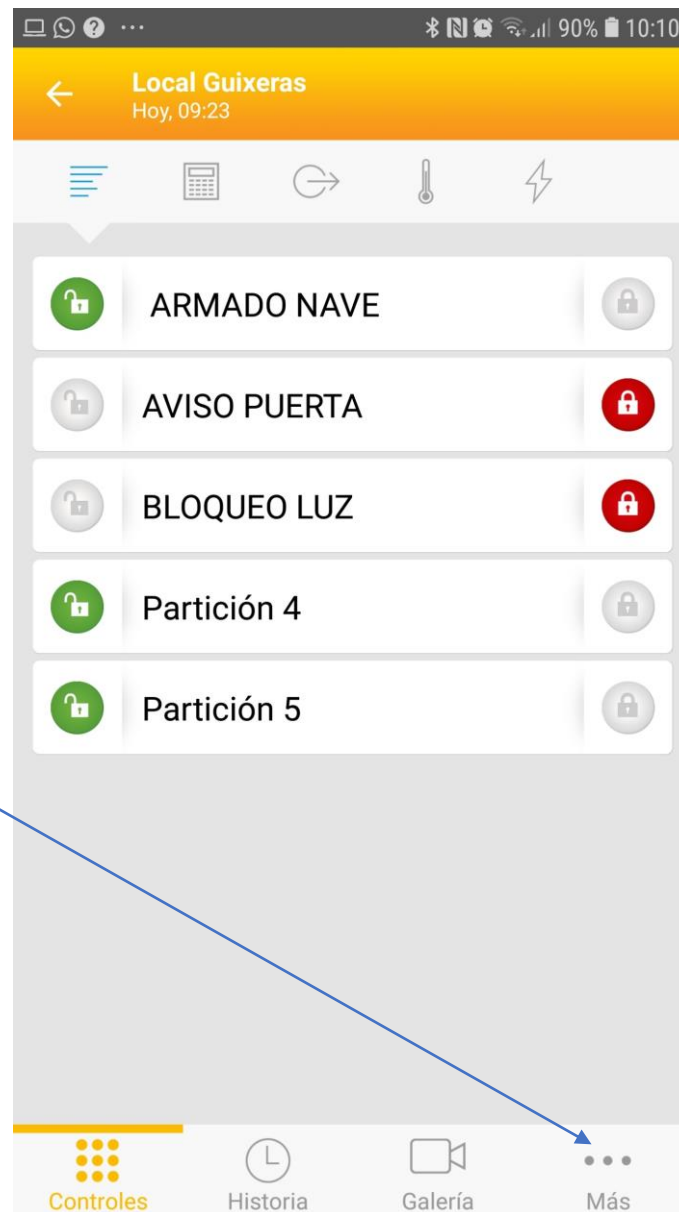 90% 10:10
Local Guixeras
Hoy, 09:23
ARMADO NAVE
AVISO PUERTA
BLOQUEO LUZ
Partición 4
Partición 5
Controles Historia Galería Más